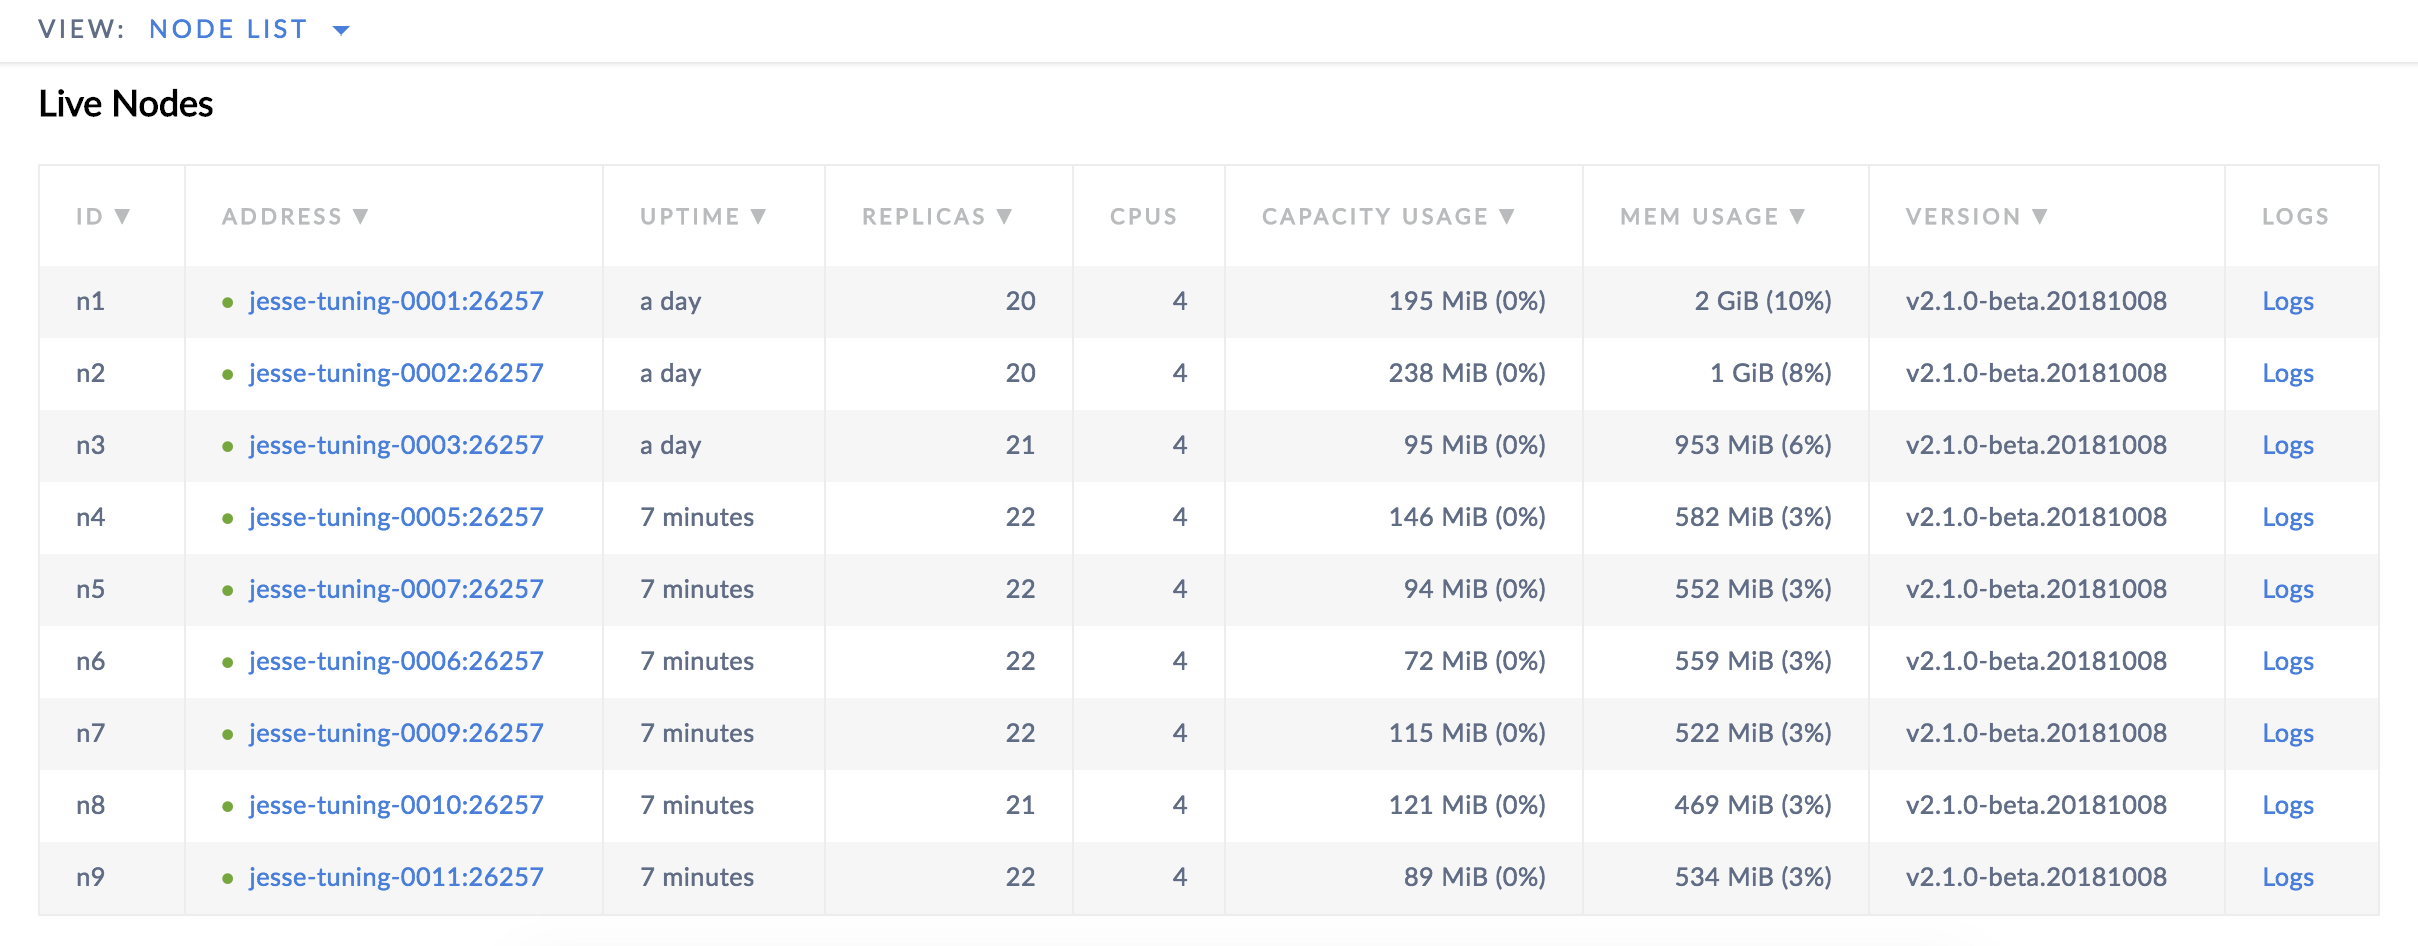 VIEW: NODE LIST ▼
Live Nodes
ID ▼ ADDRESS ▼ UPTIME ▼ REPLICAS ▼ CPUS CAPACITY USAGE ▼ MEM USAGE ▼ VERSION ▼ LOGS
n1 • jesse-tuning-0001:26257 a day 20 4 195 MiB (0%) 2 GiB (10%) v2.1.0-beta.20181008 Logs
n2 • jesse-tuning-0002:26257 a day 20 4 238 MiB (0%) 1 GiB (8%) v2.1.0-beta.20181008 Logs
n3 • jesse-tuning-0003:26257 a day 21 4 95 MiB (0%) 953 MiB (6%) v2.1.0-beta.20181008 Logs
n4 • jesse-tuning-0005:26257 7 minutes 22 4 146 MiB (0%) 582 MiB (3%) v2.1.0-beta.20181008 Logs
n5 • jesse-tuning-0007:26257 7 minutes 22 4 94 MiB (0%) 552 MiB (3%) v2.1.0-beta.20181008 Logs
n6 • jesse-tuning-0006:26257 7 minutes 22 4 72 MiB (0%) 559 MiB (3%) v2.1.0-beta.20181008 Logs
n7 • jesse-tuning-0009:26257 7 minutes 22 4 115 MiB (0%) 522 MiB (3%) v2.1.0-beta.20181008 Logs
n8 • jesse-tuning-0010:26257 7 minutes 21 4 121 MiB (0%) 469 MiB (3%) v2.1.0-beta.20181008 Logs
n9 • jesse-tuning-0011:26257 7 minutes 22 4 89 MiB (0%) 534 MiB (3%) v2.1.0-beta.20181008 Logs